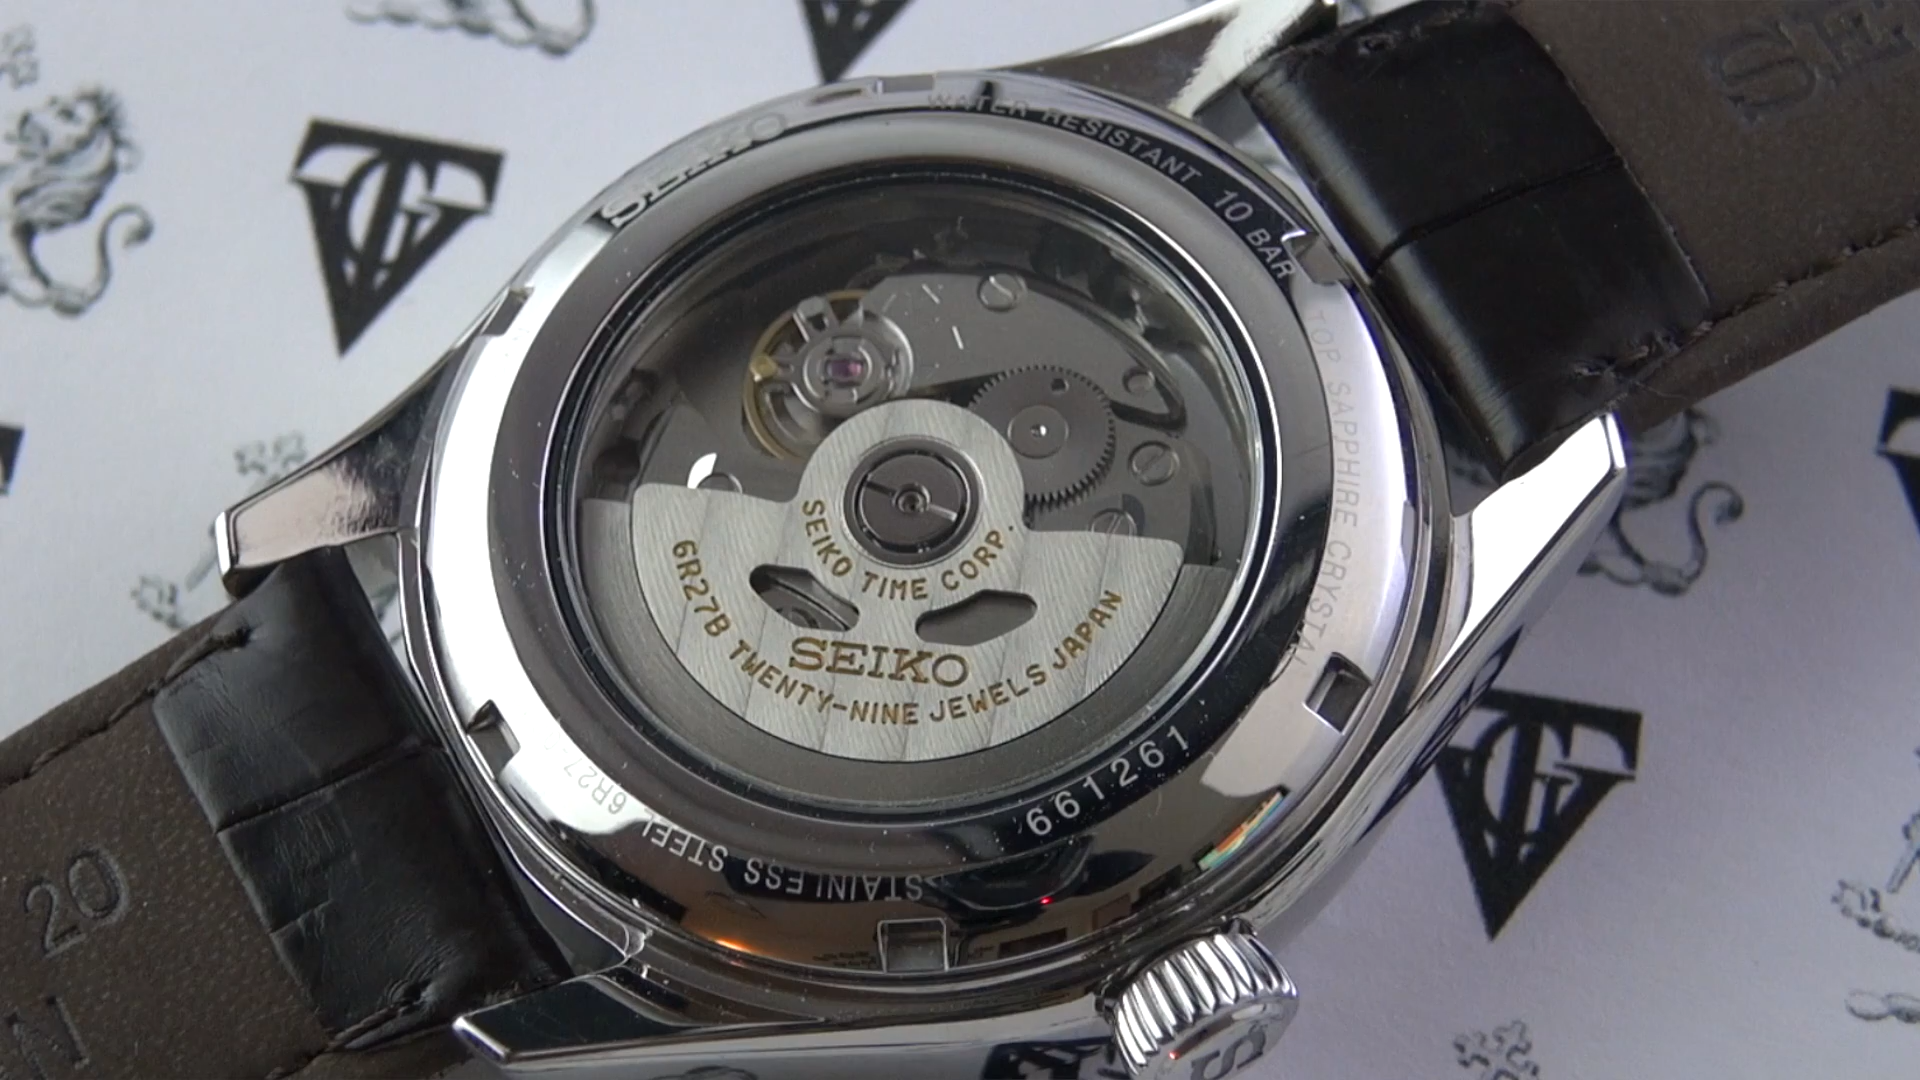 SEIKO
WATER RESISTANT 10 BAR
TOP SAPPHIRE CRYSTAL
SEIKO TIME CORP.
SEIKO
6R27B TWENTY-NINE JEWELS JAPAN
661261
STAINLESS STEEL
SE
20
S